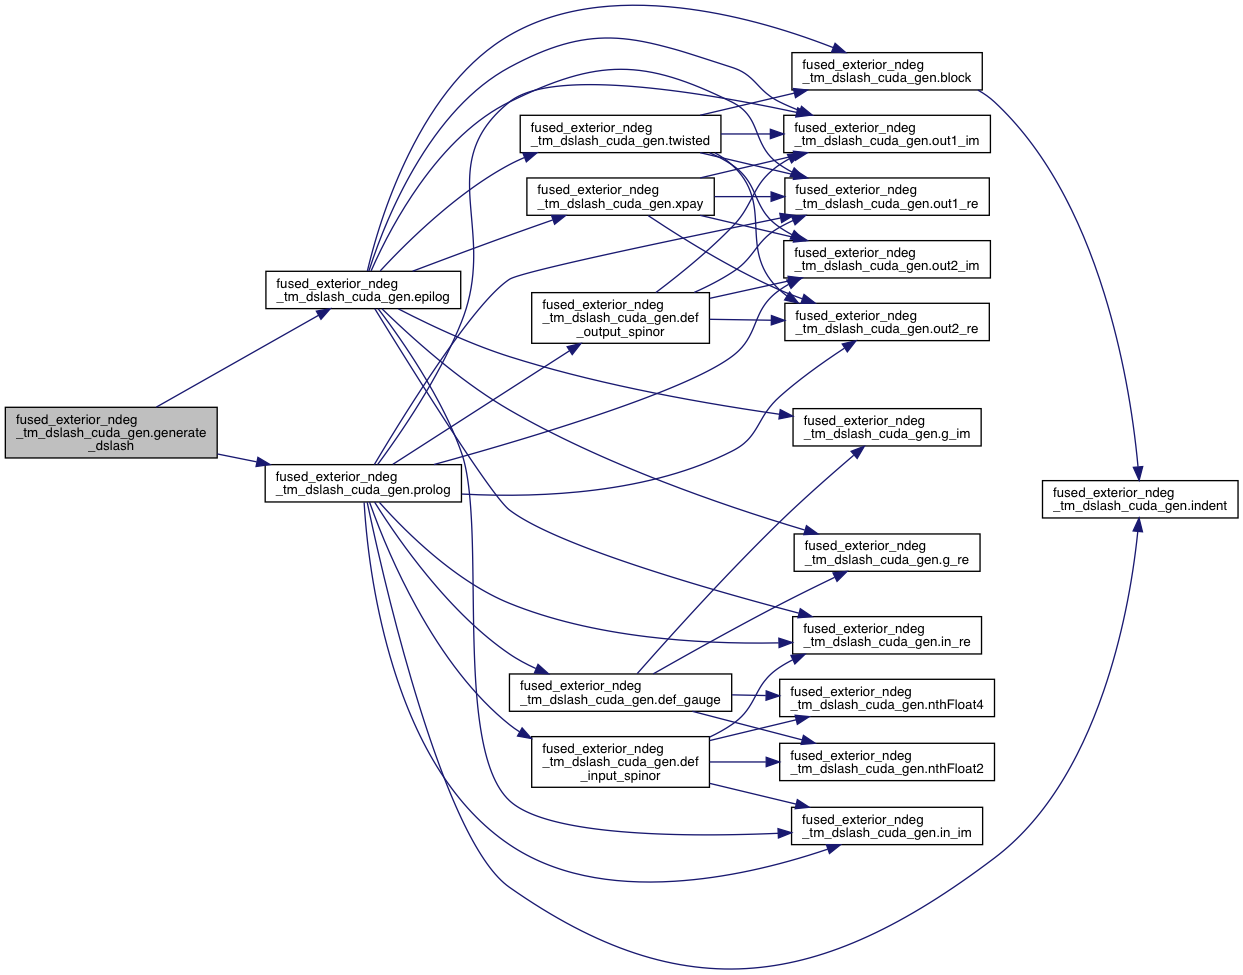 fused_exterior_ndeg
_tm_dslash_cuda_gen.generate
_dslash
fused_exterior_ndeg
_tm_dslash_cuda_gen.epilog
fused_exterior_ndeg
_tm_dslash_cuda_gen.prolog
fused_exterior_ndeg
_tm_dslash_cuda_gen.twisted
fused_exterior_ndeg
_tm_dslash_cuda_gen.xpay
fused_exterior_ndeg
_tm_dslash_cuda_gen.def
_output_spinor
fused_exterior_ndeg
_tm_dslash_cuda_gen.def_gauge
fused_exterior_ndeg
_tm_dslash_cuda_gen.def
_input_spinor
fused_exterior_ndeg
_tm_dslash_cuda_gen.block
fused_exterior_ndeg
_tm_dslash_cuda_gen.out1_im
fused_exterior_ndeg
_tm_dslash_cuda_gen.out1_re
fused_exterior_ndeg
_tm_dslash_cuda_gen.out2_im
fused_exterior_ndeg
_tm_dslash_cuda_gen.out2_re
fused_exterior_ndeg
_tm_dslash_cuda_gen.g_im
fused_exterior_ndeg
_tm_dslash_cuda_gen.g_re
fused_exterior_ndeg
_tm_dslash_cuda_gen.in_re
fused_exterior_ndeg
_tm_dslash_cuda_gen.nthFloat4
fused_exterior_ndeg
_tm_dslash_cuda_gen.nthFloat2
fused_exterior_ndeg
_tm_dslash_cuda_gen.in_im
fused_exterior_ndeg
_tm_dslash_cuda_gen.indent